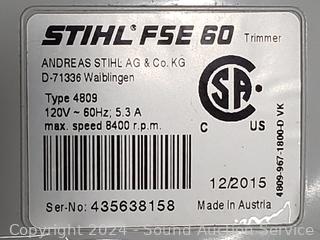 STIHL® FSE 60 Trimmer
ANDREAS STIHL AG & Co. KG
D-71336 Waiblingen
Type 4809
120V ~ 60Hz; 5.3 A
max. speed 8400 r.p.m.
CSA
®
C US
12/2015
Made in Austria
Ser-No: 435638158
4809-967-1800-D VK
Copyright 2024 - Sound Auction Service